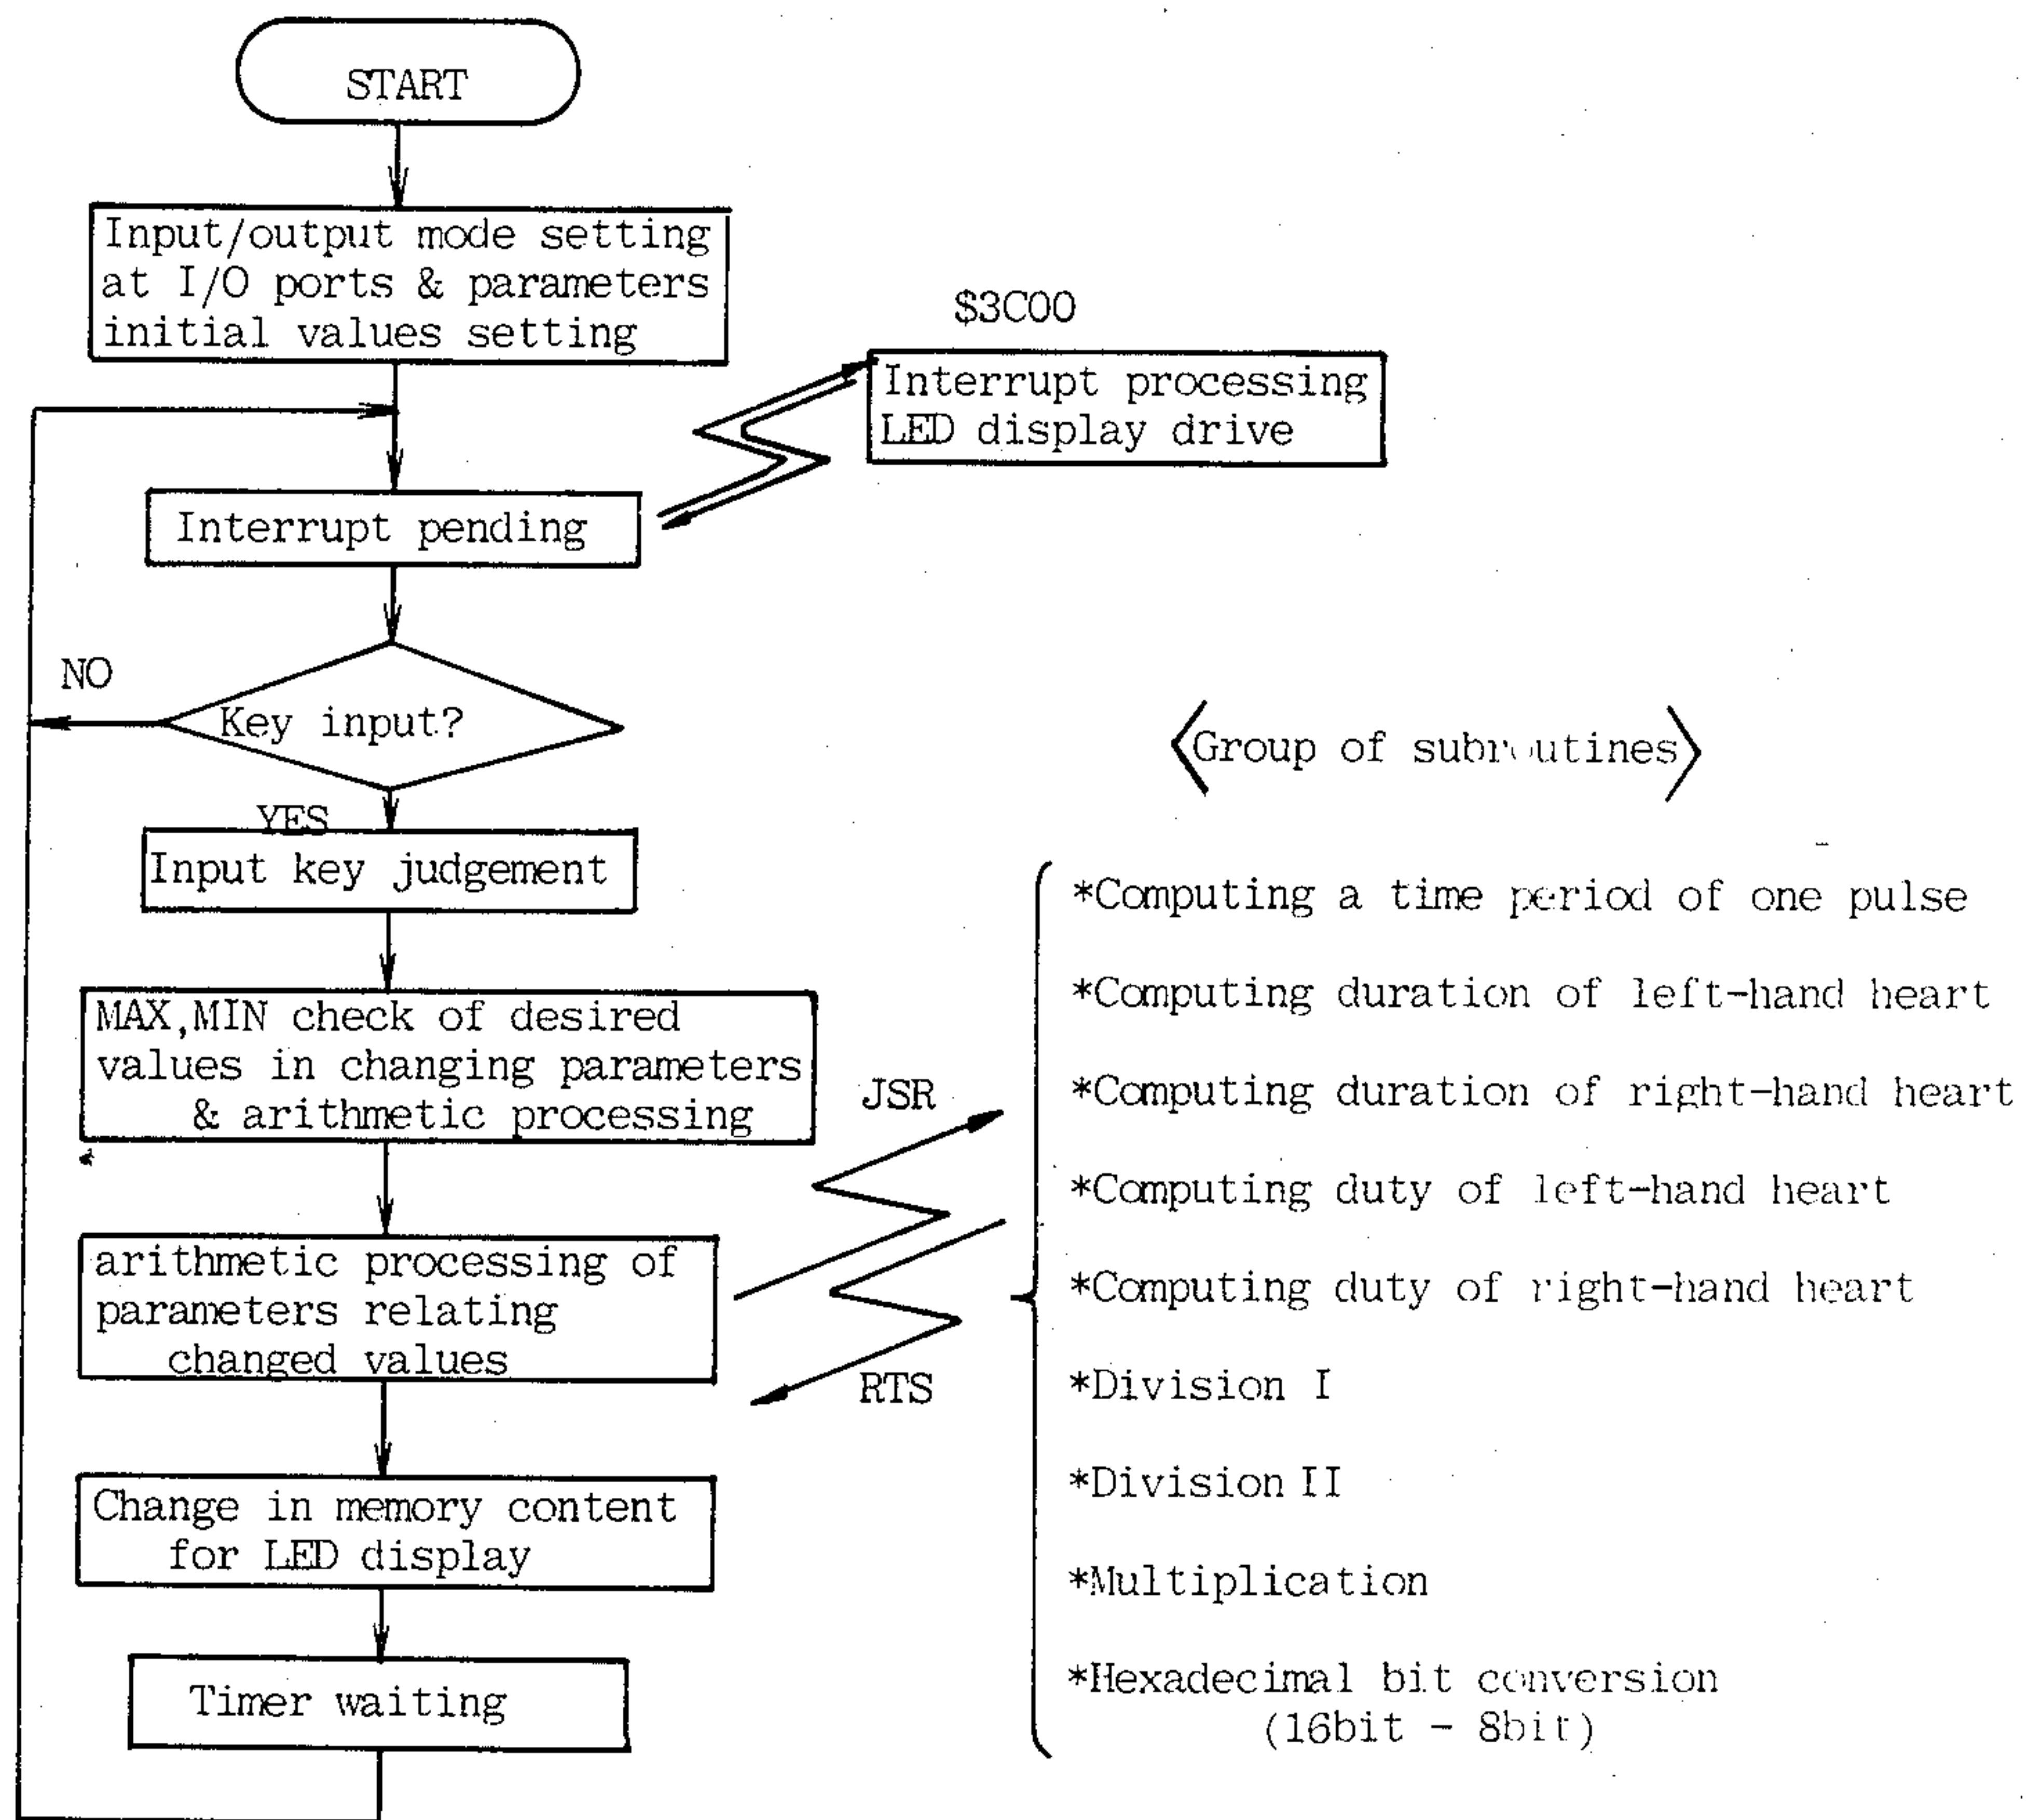 START
Input/output mode setting
at I/O ports & parameters
initial values setting
$3C00
Interrupt processing
LED display drive
Interrupt pending
NO
Key input?
YES
Input key judgement
MAX,MIN check of desired
values in changing parameters
& arithmetic processing
JSR
arithmetic processing of
parameters relating
changed values
RTS
Change in memory content
for LED display
Timer waiting
<Group of subroutines>
*Computing a time period of one pulse
*Computing duration of left-hand heart
*Computing duration of right-hand heart
*Computing duty of left-hand heart
*Computing duty of right-hand heart
*Division I
*Division II
*Multiplication
*Hexadecimal bit conversion
(16bit - 8bit)